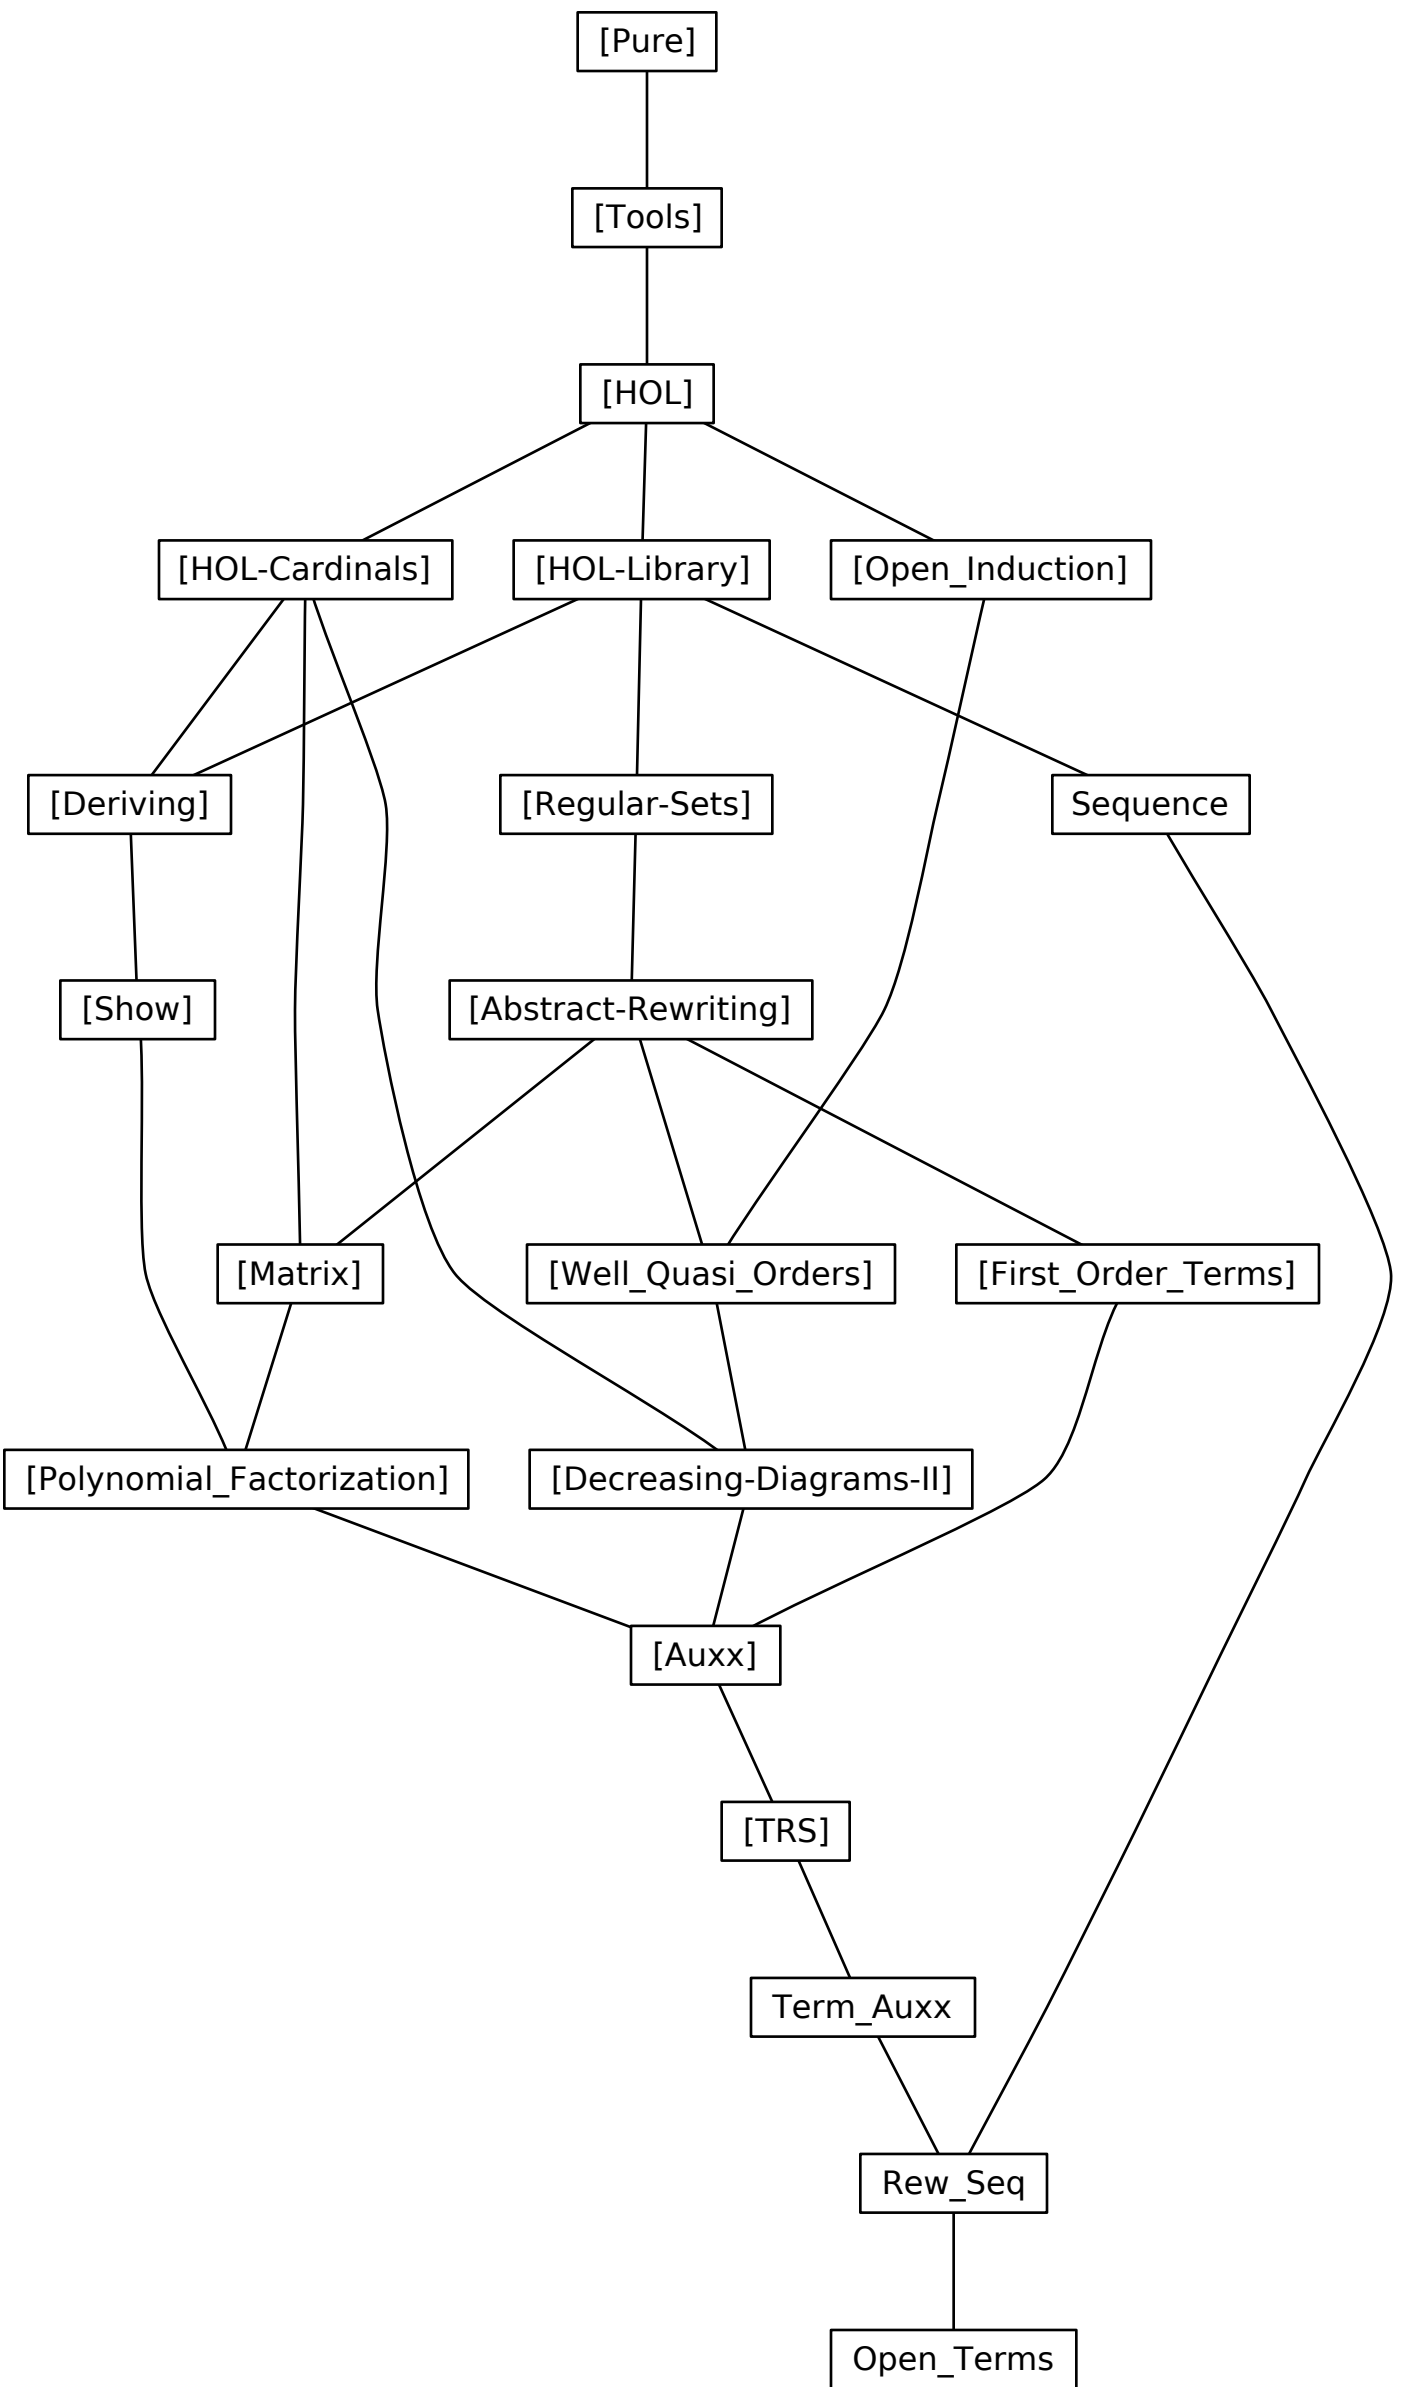 [Pure]
[Tools]
[HOL]
[HOL-Cardinals]
[HOL-Library]
[Open_Induction]
[Deriving]
[Regular-Sets]
Sequence
[Show]
[Abstract-Rewriting]
[Matrix]
[Well_Quasi_Orders]
[First_Order_Terms]
[Polynomial_Factorization]
[Decreasing-Diagrams-II]
[Auxx]
[TRS]
Term_Auxx
Rew_Seq
Open_Terms